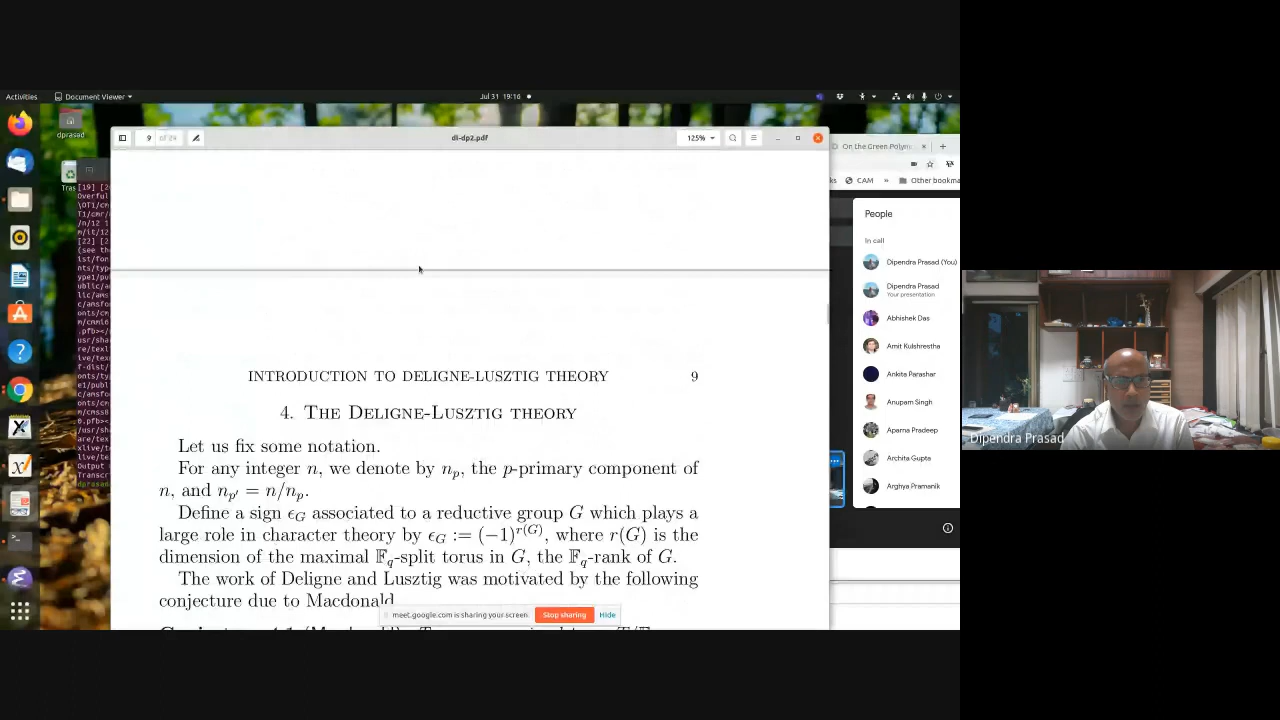 Activities
Document Viewer
Jul 31 19:16
dprasad
9 of 29
dl-dp2.pdf
125%
On the Green Polyn
CAM
»
Other bookma
People
In call
Dipendra Prasad (You)
Dipendra Prasad
Your presentation
Abhishek Das
Amit Kulshrestha
Ankita Parashar
Anupam Singh
Aparna Pradeep
Archita Gupta
Arghya Pramanik
INTRODUCTION TO DELIGNE-LUSZTIG THEORY 9
4. The Deligne-Lusztig theory
Let us fix some notation.
For any integer n, we denote by n_p, the p-primary component of
n, and n_{p′} = n/n_p.
Define a sign ϵ_G associated to a reductive group G which plays a
large role in character theory by ϵ_G := (−1)^{r(G)}, where r(G) is the
dimension of the maximal 𝔽_q-split torus in G, the 𝔽_q-rank of G.
The work of Deligne and Lusztig was motivated by the following
conjecture due to Macdonald.
meet.google.com is sharing your screen.
Stop sharing
Hide
Dipendra Prasad